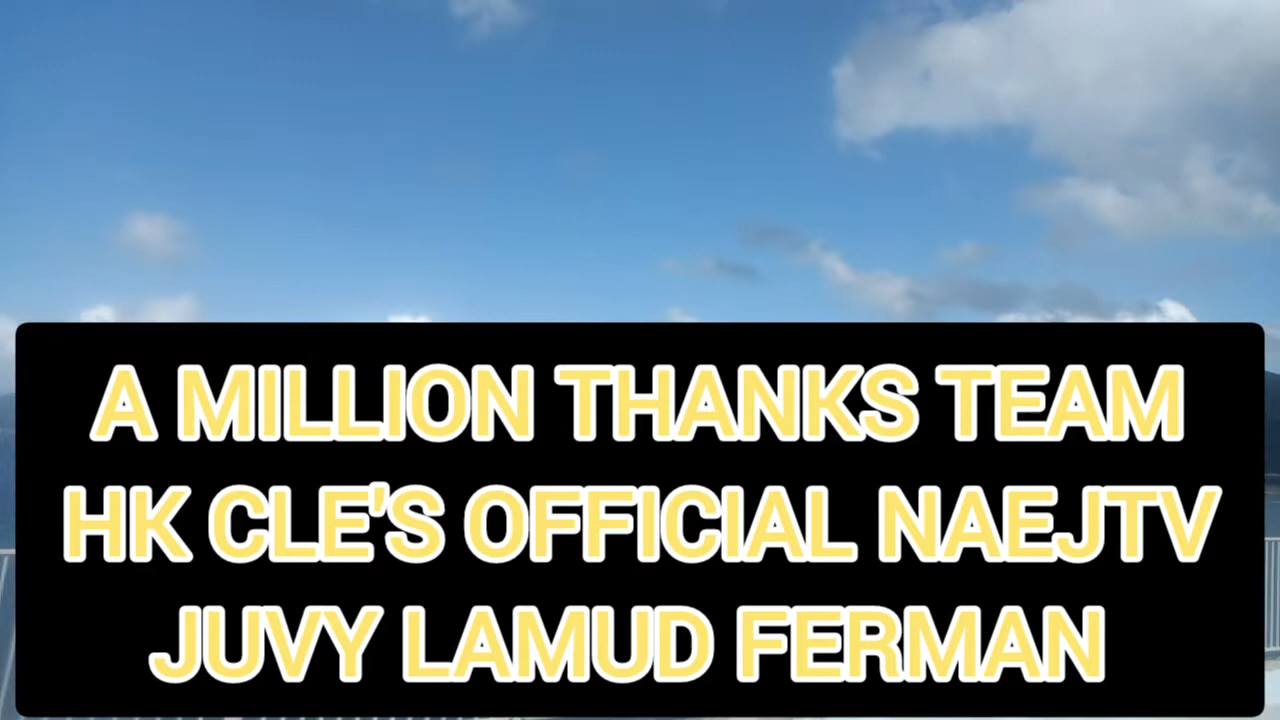 A MILLION THANKS TEAM
HK CLE'S OFFICIAL NAEJTV
JUVY LAMUD FERMAN